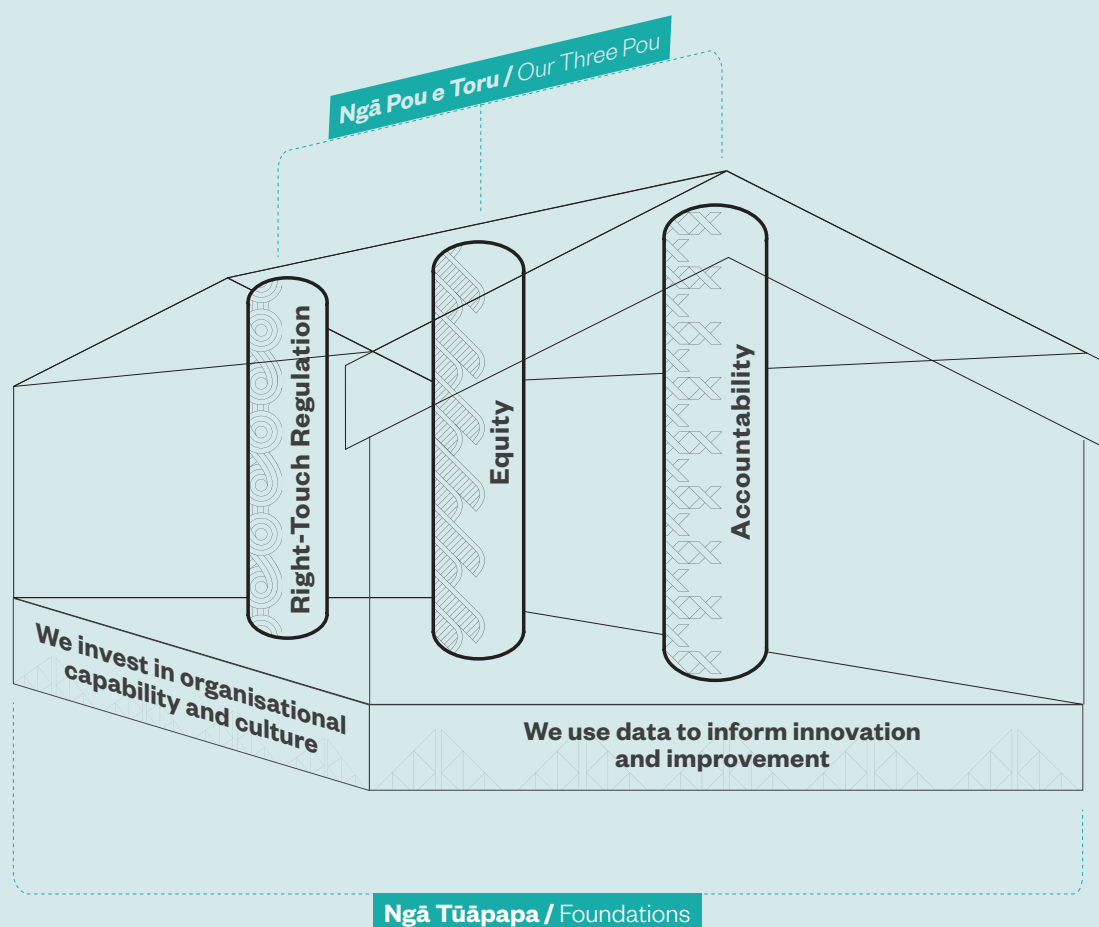 Ngā Pou e Toru / Our Three Pou
Right-Touch Regulation
Equity
Accountability
We invest in organisational
capability and culture
We use data to inform innovation
and improvement
Ngā Tūāpapa / Foundations